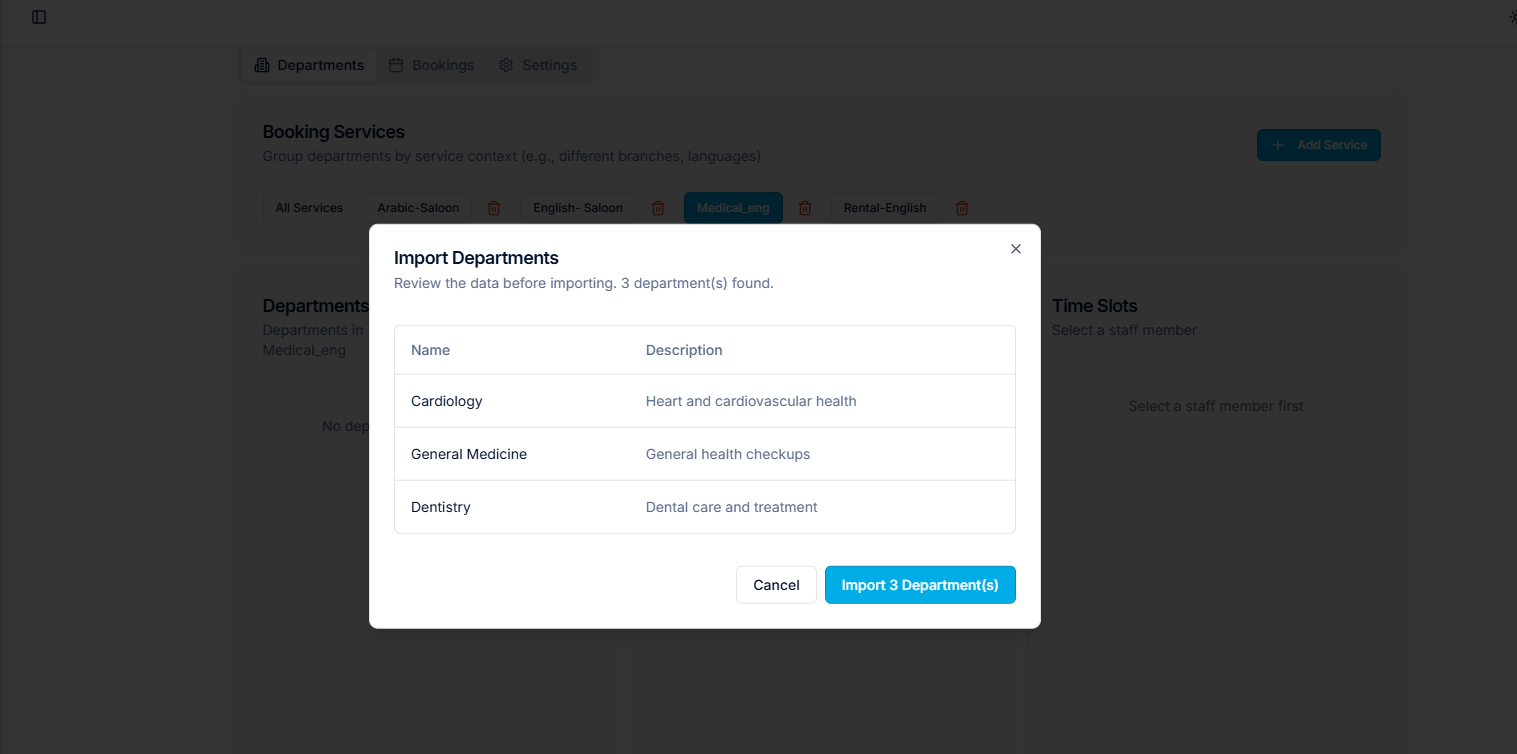 Departments
Bookings
Settings
Booking Services
Group departments by service context (e.g., different branches, languages)
Add Service
All Services
Arabic-Saloon
English- Saloon
Medical_eng
Rental-English
Import Departments
Review the data before importing. 3 department(s) found.
Name Description
Cardiology Heart and cardiovascular health
General Medicine General health checkups
Dentistry Dental care and treatment
Cancel
Import 3 Department(s)
Departments
Departments in
Medical_eng
No dep
Time Slots
Select a staff member
Select a staff member first